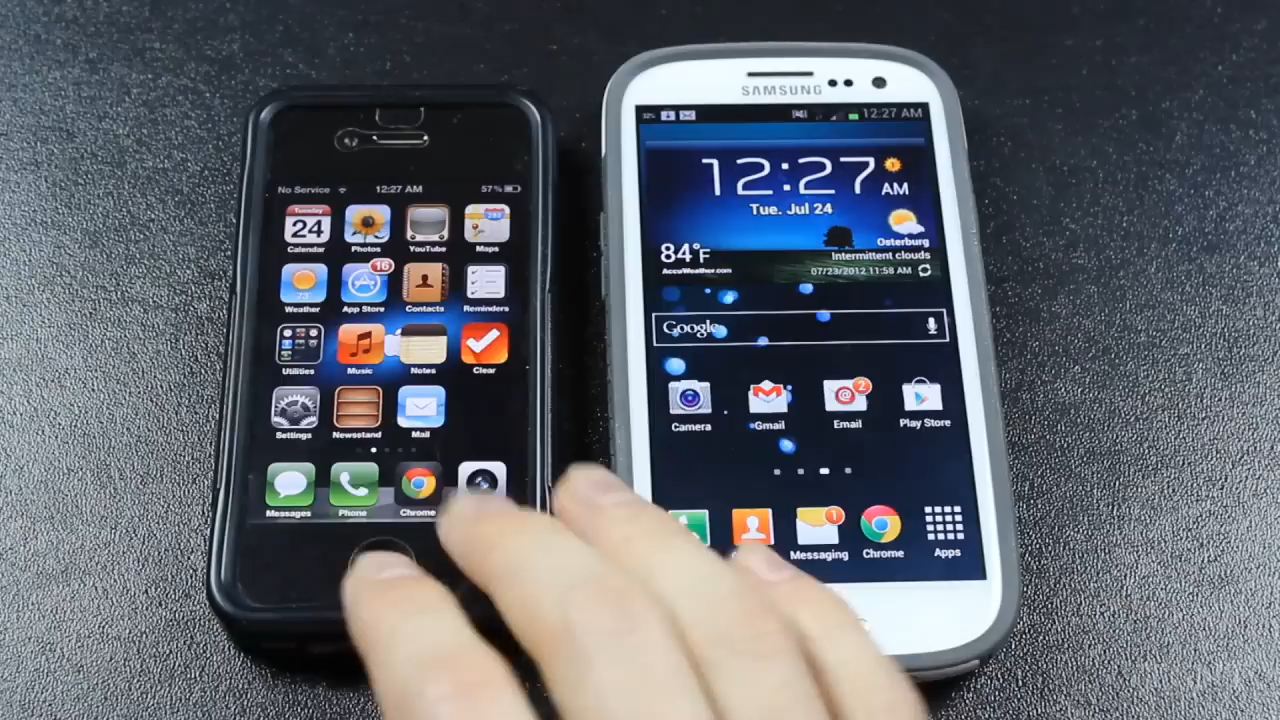 No Service 12:27 AM 57%
Tuesday
24
Calendar Photos YouTube Maps
280
73°
16
Weather App Store Contacts Reminders
Utilities Music Notes Clear
Settings Newsstand Mail
Messages Phone Chrome
SAMSUNG
12:27 AM
12:27 AM
Tue. Jul 24
84°F
AccuWeather.com
Osterburg
Intermittent clouds
07/23/2012 11:58 AM
Google
2
Camera Gmail Email Play Store
1
Messaging Chrome Apps